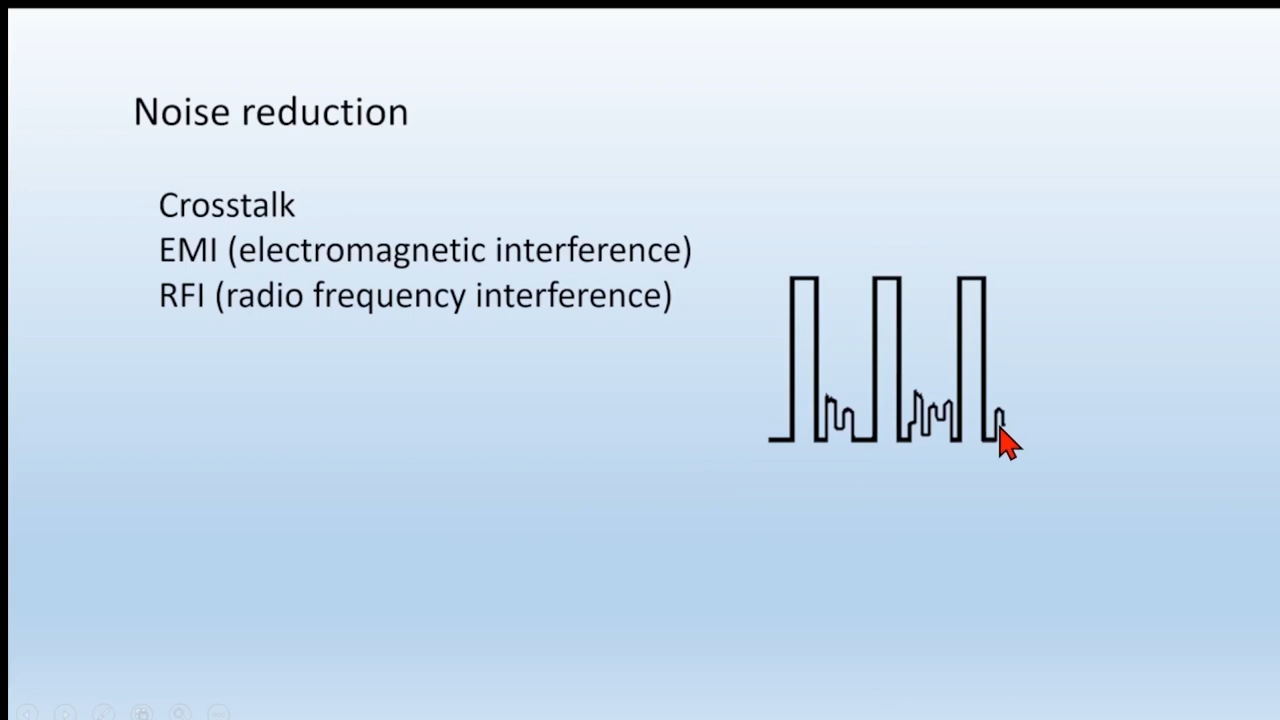 Noise reduction
Crosstalk
EMI (electromagnetic interference)
RFI (radio frequency interference)